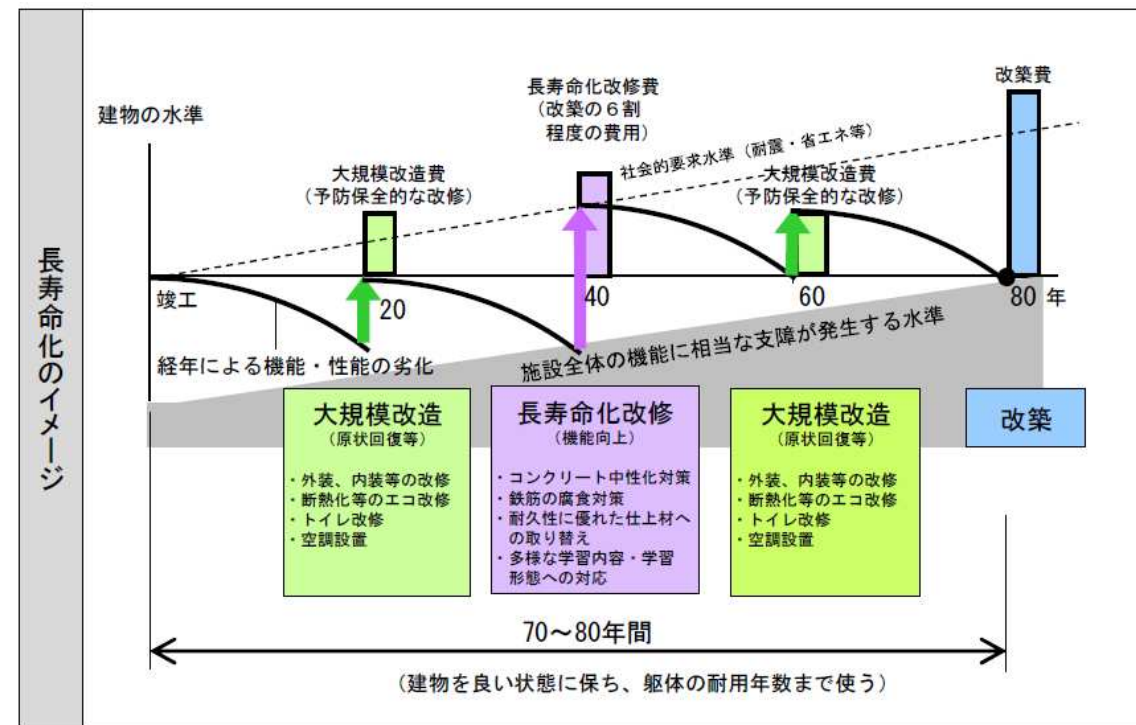 長寿命化のイメージ
建物の水準
大規模改造費
（予防保全的な改修）
長寿命化改修費
（改築の６割
程度の費用）
社会的要求水準（耐震・省エネ等）
大規模改造費
（予防保全的な改修）
改築費
竣工
20
40
60
80 年
経年による機能・性能の劣化
施設全体の機能に相当な支障が発生する水準
大規模改造
（原状回復等）
・外装、内装等の改修
・断熱化等のエコ改修
・トイレ改修
・空調設置
長寿命化改修
（機能向上）
・コンクリート中性化対策
・鉄筋の腐食対策
・耐久性に優れた仕上材へ
の取り替え
・多様な学習内容・学習
形態への対応
大規模改造
（原状回復等）
・外装、内装等の改修
・断熱化等のエコ改修
・トイレ改修
・空調設置
改築
70～80年間
（建物を良い状態に保ち、躯体の耐用年数まで使う）